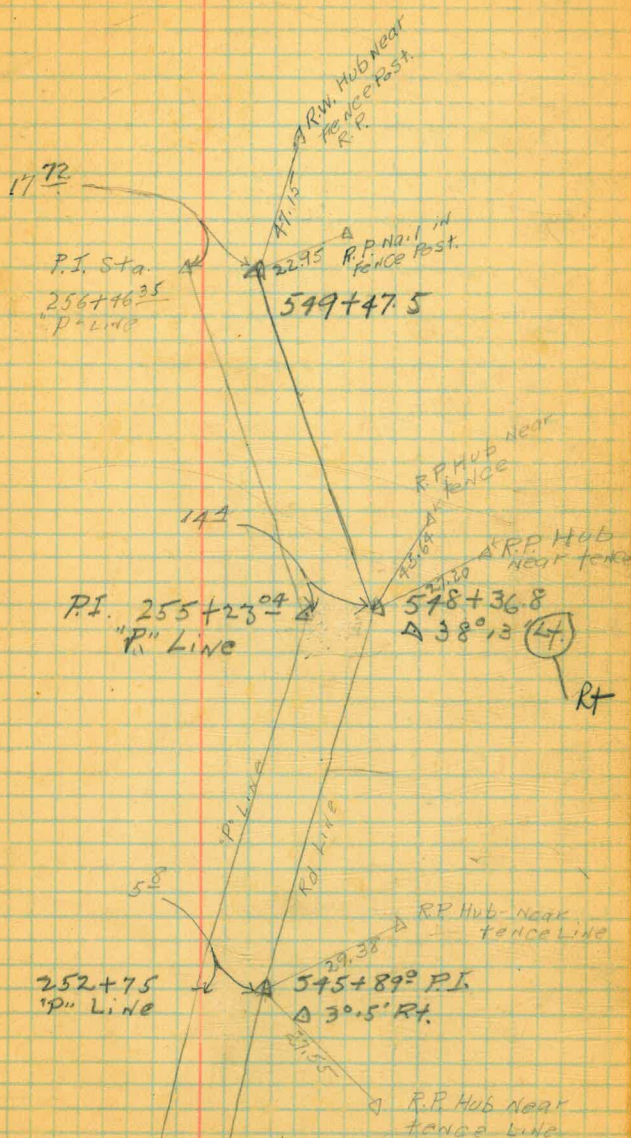 R.W. Hub Near
fence Post.
R.P.
17 72
47.15
22.95
R.P. Nail in
fence Post.
P.I. Sta.
256+46 35
"P" Line
549+47.5
R.P. Hub Near
fence
14 4
43.64
27.20
R.P. Hub
near fence
P.I. 255+23 04
"P" Line
548+36.8
Δ 38°,3' Lt.
Rt
"P" Line
Rd Line
5 8
R.P. Hub-Near
fence Line
29.38
252+75
"P" Line
545+89 0 P.I.
Δ 3°.5' Rt.
27.55
R.P. Hub Near
fence Line